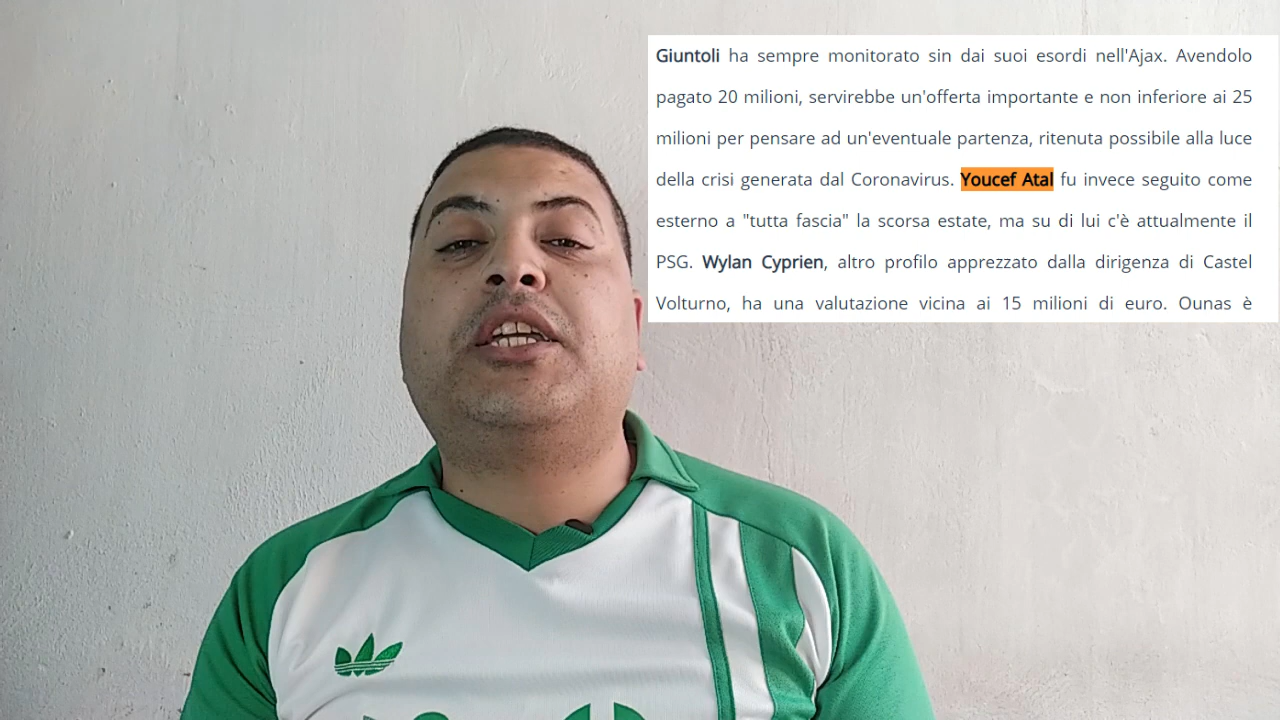 Giuntoli ha sempre monitorato sin dai suoi esordi nell'Ajax. Avendolo
pagato 20 milioni, servirebbe un'offerta importante e non inferiore ai 25
milioni per pensare ad un'eventuale partenza, ritenuta possibile alla luce
della crisi generata dal Coronavirus. Youcef Atal fu invece seguito come
esterno a "tutta fascia" la scorsa estate, ma su di lui c'è attualmente il
PSG. Wylan Cyprien, altro profilo apprezzato dalla dirigenza di Castel
Volturno, ha una valutazione vicina ai 15 milioni di euro. Ounas è